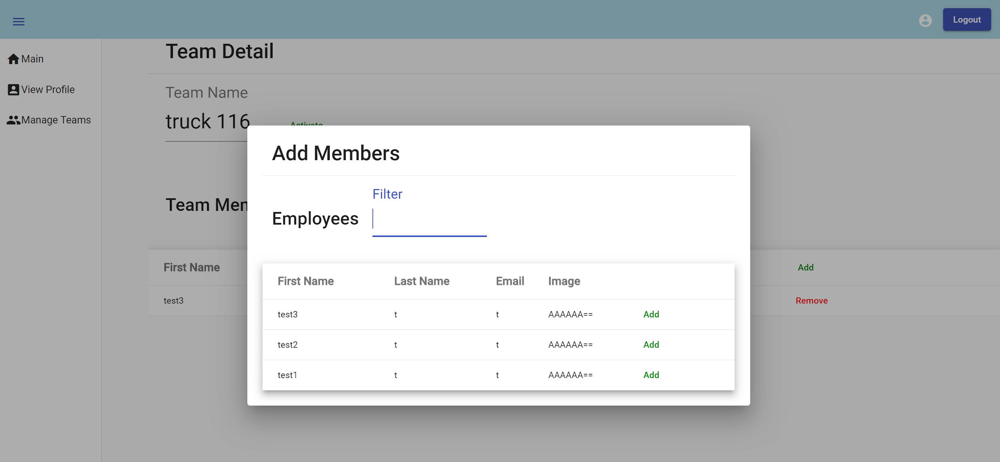 Logout
Main
View Profile
Manage Teams
Team Detail
Team Name
truck 116
Activate
Add Members
Filter
Employees
Team Mem
First Name
Add
test3
Remove
First Name Last Name Email Image
test3 t t AAAAAA== Add
test2 t t AAAAAA== Add
test1 t t AAAAAA== Add